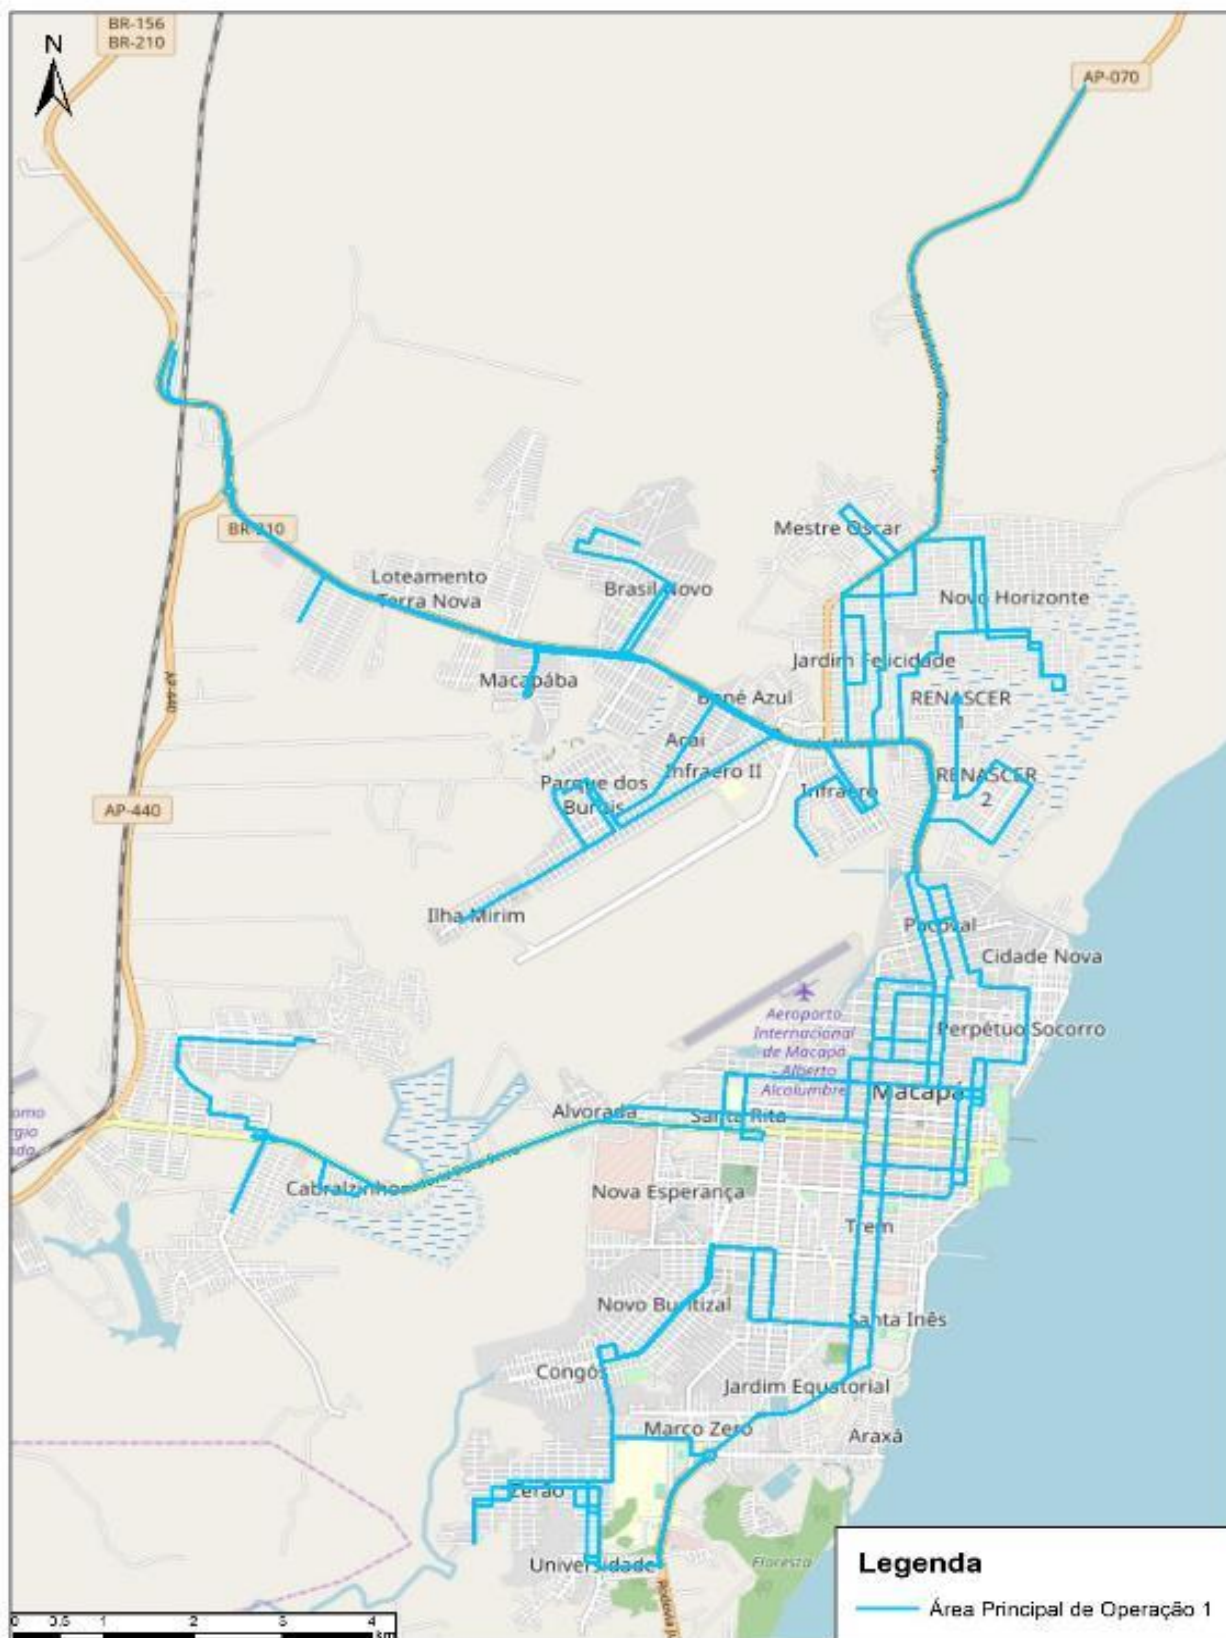 BR-156
BR-210
N
AP-070
BR-210
Mestre Oscar
Loteamento
Terra Nova
Brasil Novo
Novo Horizonte
Jardim Felicidade
Macapába
Boné Azul
RENASCER
1
AP-440
Açaí
Infraero II
RENASCER
2
Parque dos
Buritis
Infraero
AP-440
Ilha Mirim
Pacoval
Cidade Nova
Aeroporto
Internacional
de Macapá
- Alberto
Alcolumbre
Perpétuo Socorro
Macapá
Alvorada
Santa Rita
Cabralzinho
Nova Esperança
Trem
Novo Buritizal
Santa Inês
Congós
Jardim Equatorial
Marco Zero
Araxá
Zerão
Universidade
Floresta
Legenda
Área Principal de Operação 1
0 0,5 1 2 3 4
km